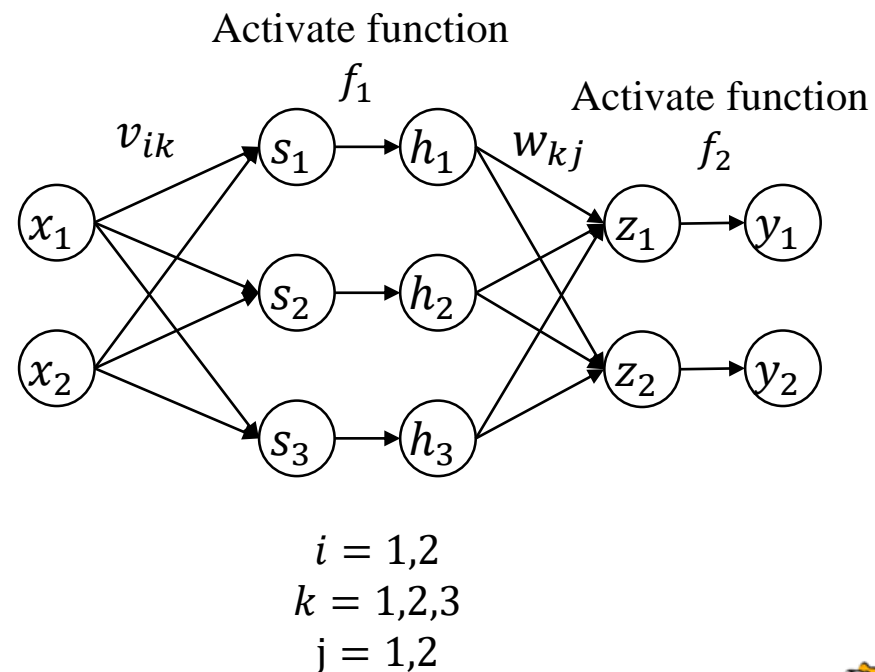 Activate function
f₁
Activate function
f₂
vᵢₖ
wₖⱼ
s₁
h₁
x₁
z₁
y₁
s₂
h₂
x₂
z₂
y₂
s₃
h₃
i = 1,2
k = 1,2,3
j = 1,2